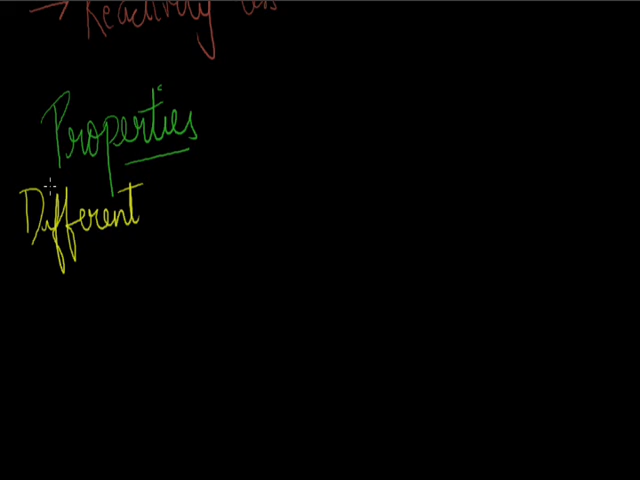 → Reactivity
Properties
Different